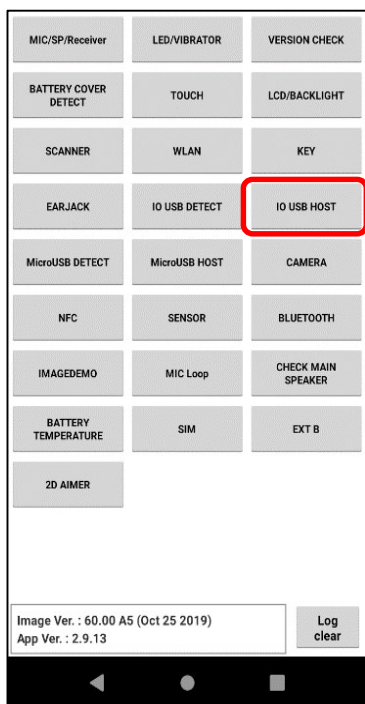 MIC/SP/Receiver
LED/VIBRATOR
VERSION CHECK
BATTERY COVER
DETECT
TOUCH
LCD/BACKLIGHT
SCANNER
WLAN
KEY
EARJACK
IO USB DETECT
IO USB HOST
MicroUSB DETECT
MicroUSB HOST
CAMERA
NFC
SENSOR
BLUETOOTH
IMAGEDEMO
MIC Loop
CHECK MAIN
SPEAKER
BATTERY
TEMPERATURE
SIM
EXT B
2D AIMER
Image Ver. : 60.00 A5 (Oct 25 2019)
App Ver. : 2.9.13
Log
clear